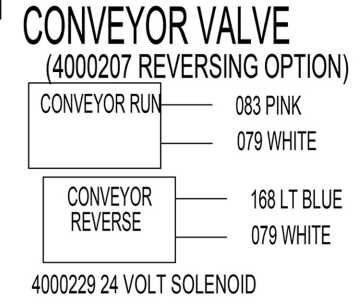 CONVEYOR VALVE
(4000207 REVERSING OPTION)
CONVEYOR RUN
083 PINK
079 WHITE
CONVEYOR
REVERSE
168 LT BLUE
079 WHITE
4000229 24 VOLT SOLENOID